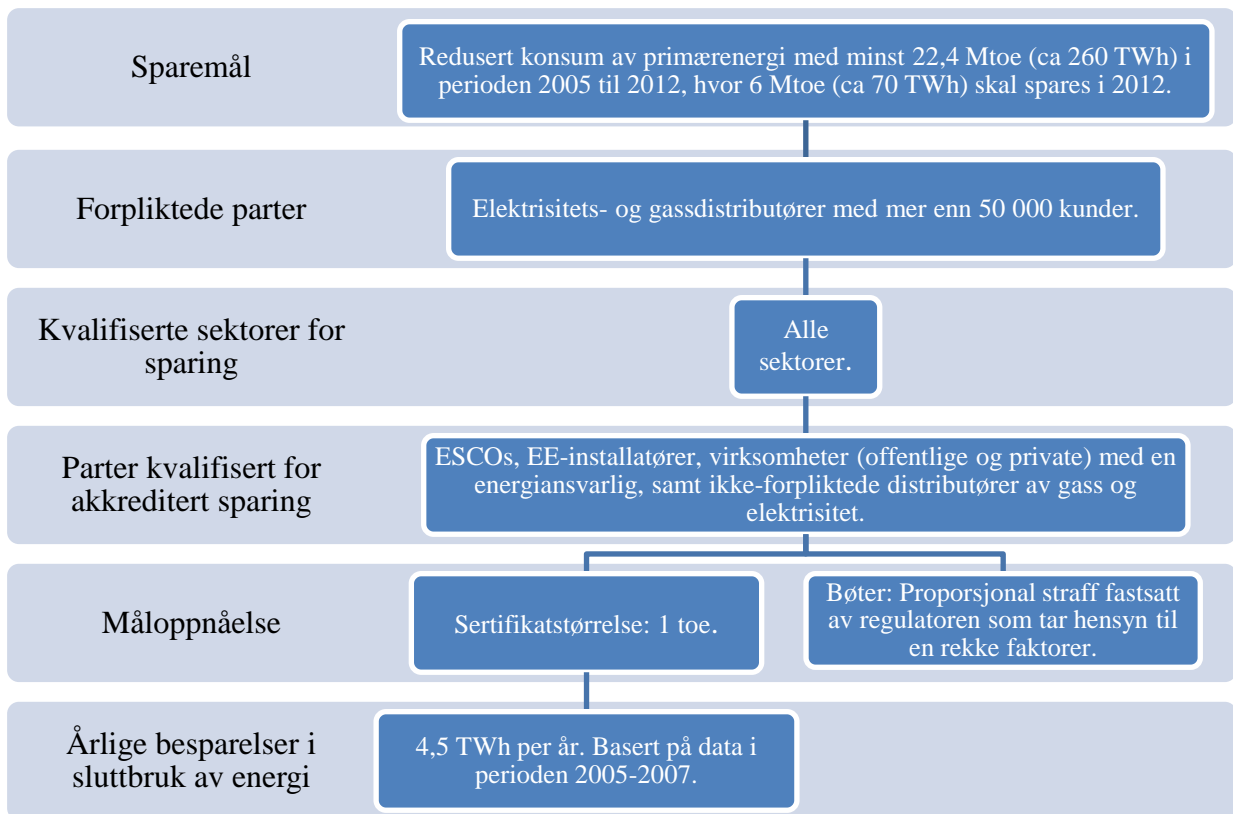 Sparemål
Redusert konsum av primærenergi med minst 22,4 Mtoe (ca 260 TWh) i
perioden 2005 til 2012, hvor 6 Mtoe (ca 70 TWh) skal spares i 2012.
Forpliktede parter
Elektrisitets- og gassdistributører med mer enn 50 000 kunder.
Kvalifiserte sektorer for
sparing
Alle
sektorer.
Parter kvalifisert for
akkreditert sparing
ESCOs, EE-installatører, virksomheter (offentlige og private) med en
energiansvarlig, samt ikke-forpliktede distributører av gass og
elektrisitet.
Måloppnåelse
Sertifikatstørrelse: 1 toe.
Bøter: Proporsjonal straff fastsatt
av regulatoren som tar hensyn til
en rekke faktorer.
Årlige besparelser i
sluttbruk av energi
4,5 TWh per år. Basert på data i
perioden 2005-2007.